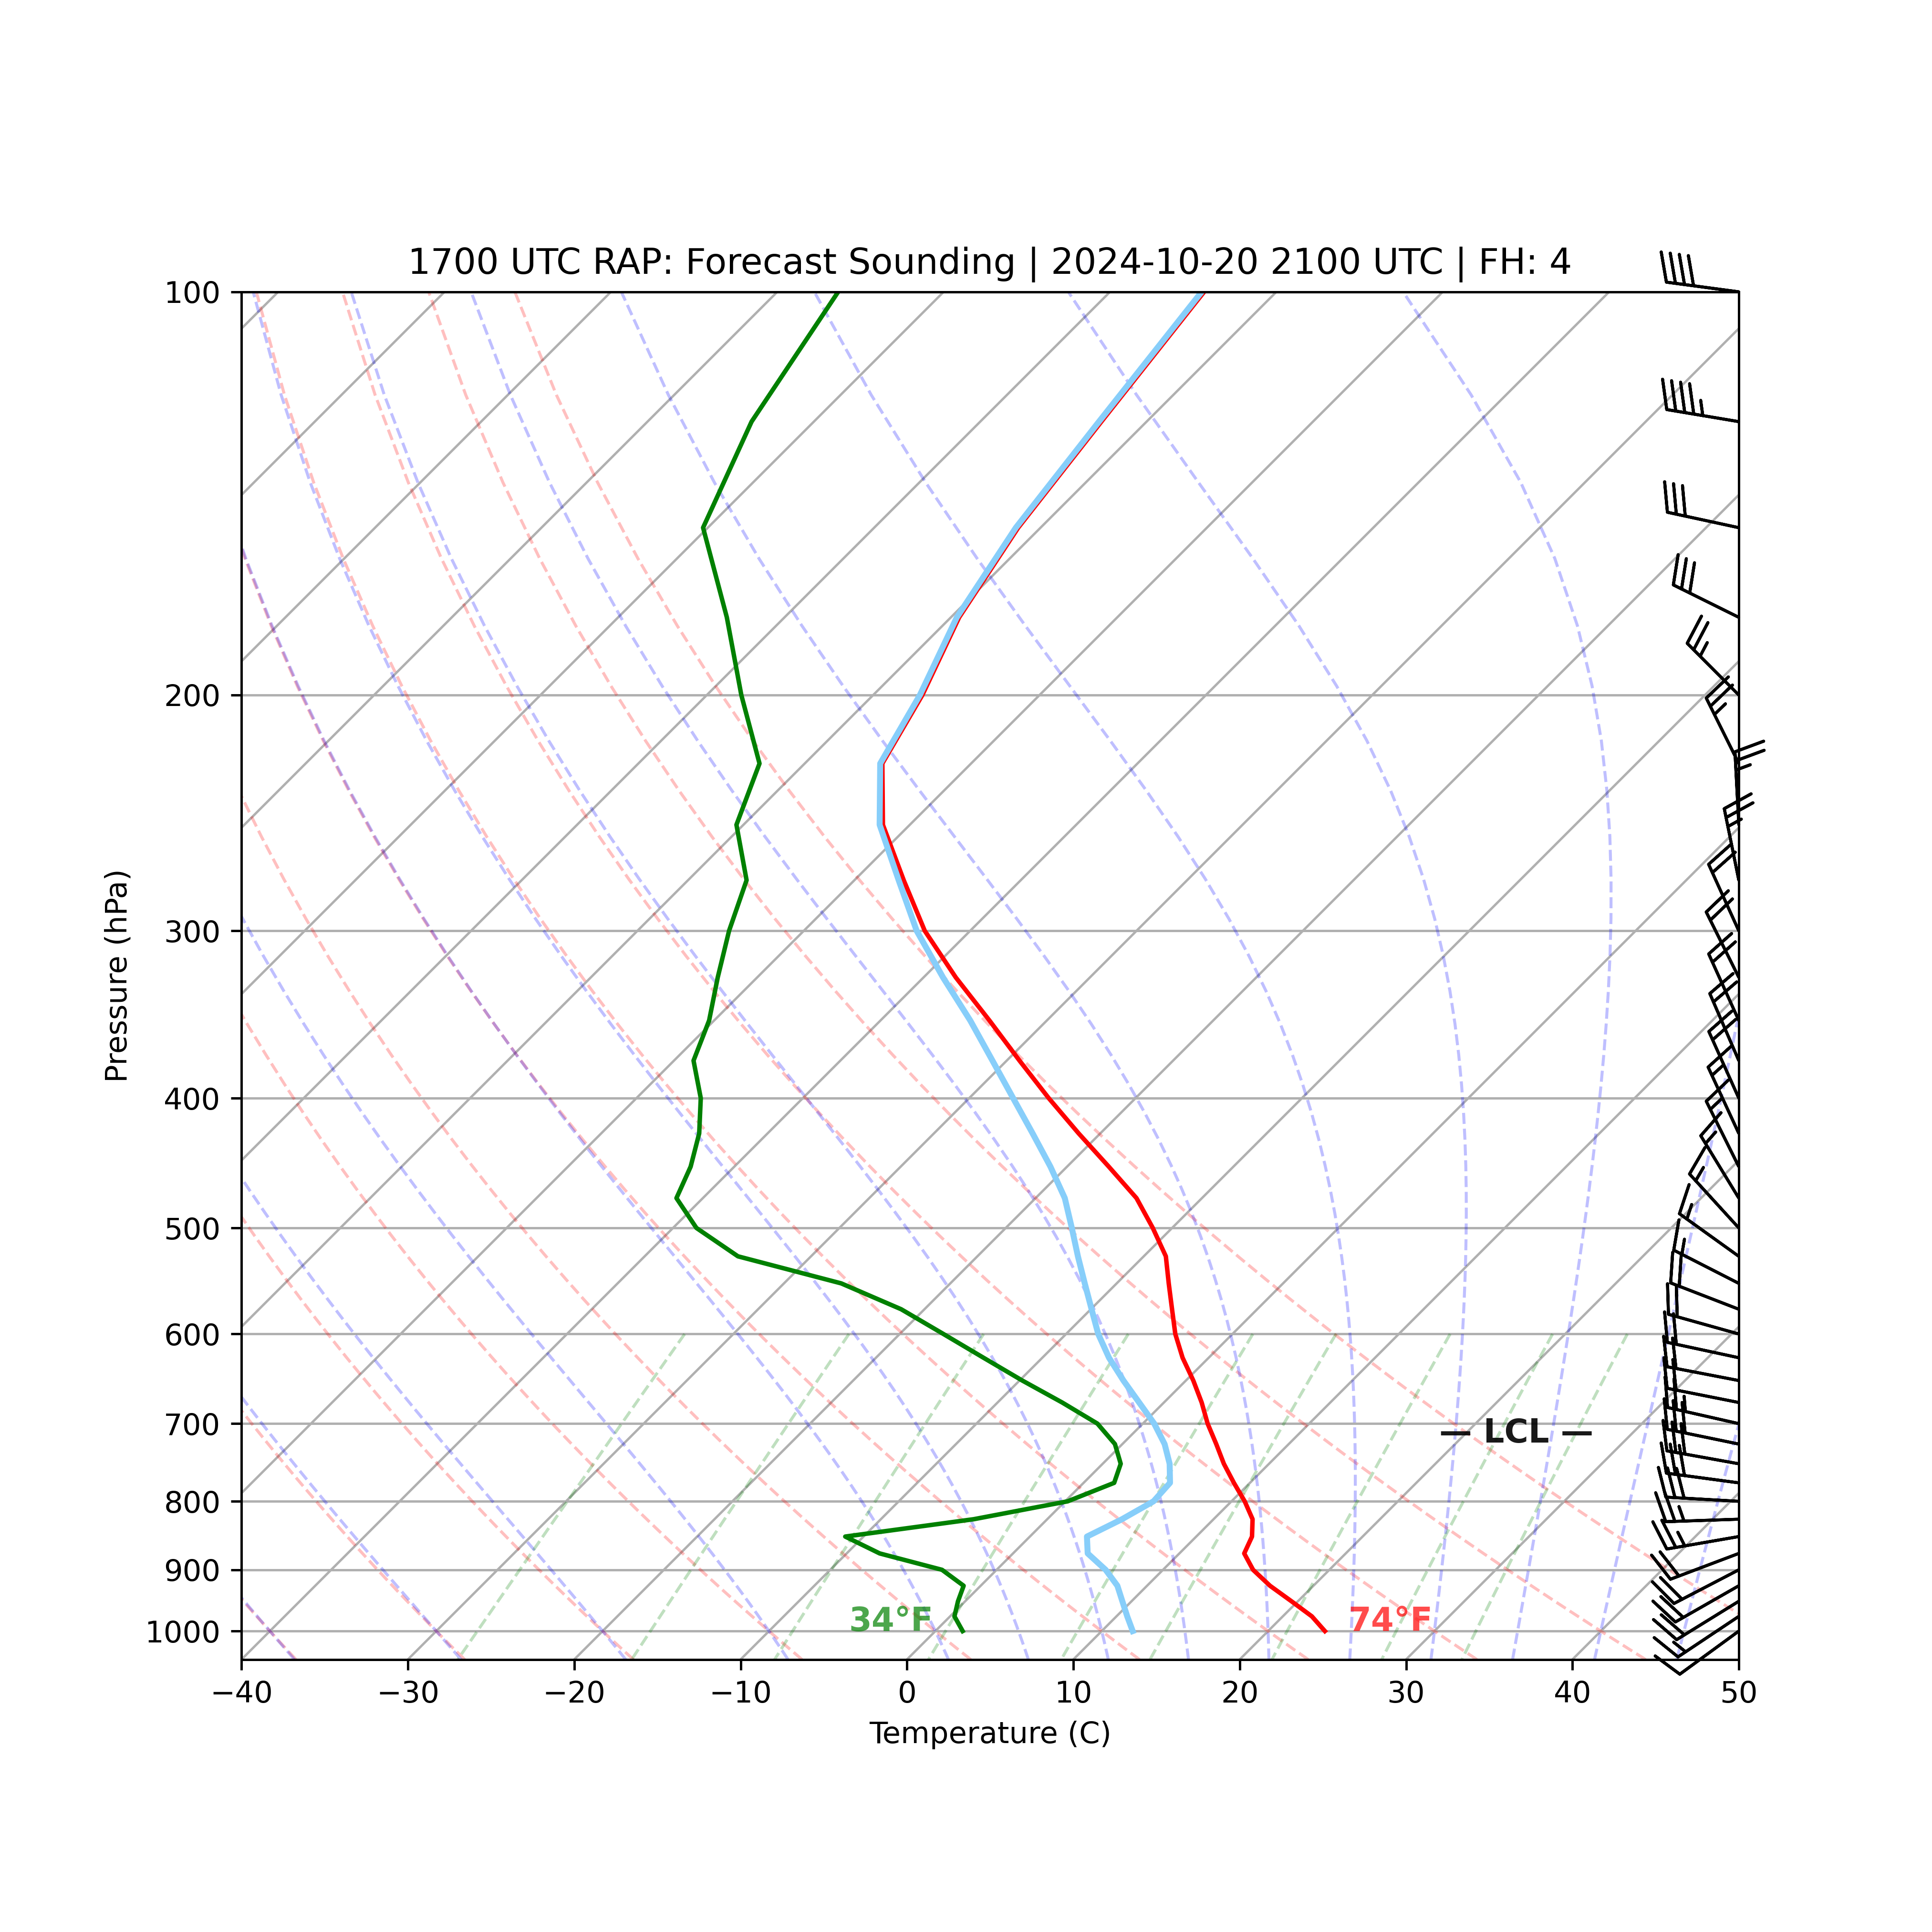 1700 UTC RAP: Forecast Sounding | 2024-10-20 2100 UTC | FH: 4
100
200
300
400
500
600
700
800
900
1000
Pressure (hPa)
— LCL —
34°F
74°F
−40 −30 −20 −10 0 10 20 30 40 50
Temperature (C)